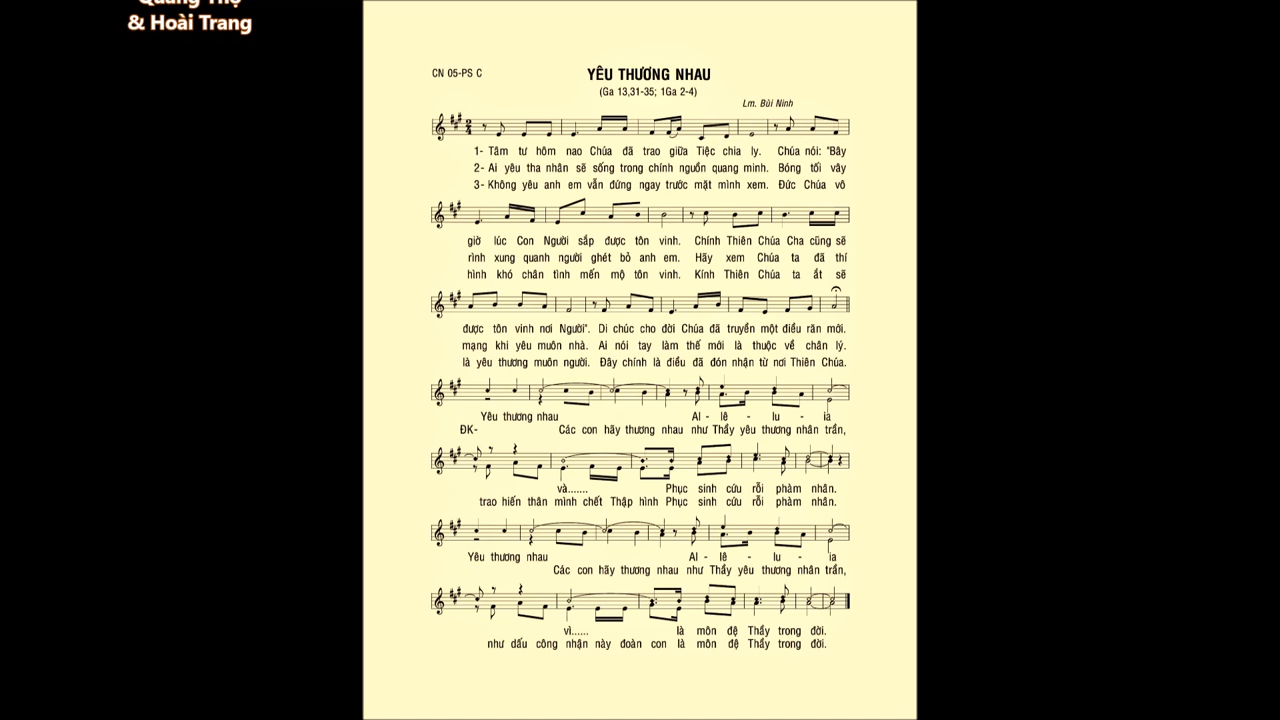 Quang Thọ
& Hoài Trang
CN 05-PS C
YÊU THƯƠNG NHAU
(Ga 13,31-35; 1Ga 2-4)
Lm. Bùi Ninh
1- Tâm tư hôm nao Chúa đã trao giữa Tiệc chia ly. Chúa nói: "Bây
2- Ai yêu tha nhân sẽ sống trong chính nguồn quang minh. Bóng tối vây
3- Không yêu anh em vẫn đứng ngay trước mặt mình xem. Đức Chúa vô
giờ lúc Con Người sắp được tôn vinh. Chính Thiên Chúa Cha cũng sẽ
rình xung quanh người ghét bỏ anh em. Hãy xem Chúa ta đã thí
hình khó chân tình mến mộ tôn vinh. Kính Thiên Chúa ta ắt sẽ
được tôn vinh nơi Người". Di chúc cho đời Chúa đã truyền một điều răn mới.
mạng khi yêu muôn nhà. Ai nói tay làm thế mới là thuộc về chân lý.
là yêu thương muôn người. Đây chính là điều đã đón nhận từ nơi Thiên Chúa.
Yêu thương nhau Al - lê - lu - ia
ĐK- Các con hãy thương nhau như Thầy yêu thương nhân trần,
và....... Phục sinh cứu rỗi phàm nhân.
trao hiến thân mình chết Thập hình Phục sinh cứu rỗi phàm nhân.
Yêu thương nhau Al - lê - lu - ia
Các con hãy thương nhau như Thầy yêu thương nhân trần,
vì...... là môn đệ Thầy trong đời.
như dấu công nhận này đoàn con là môn đệ Thầy trong đời.